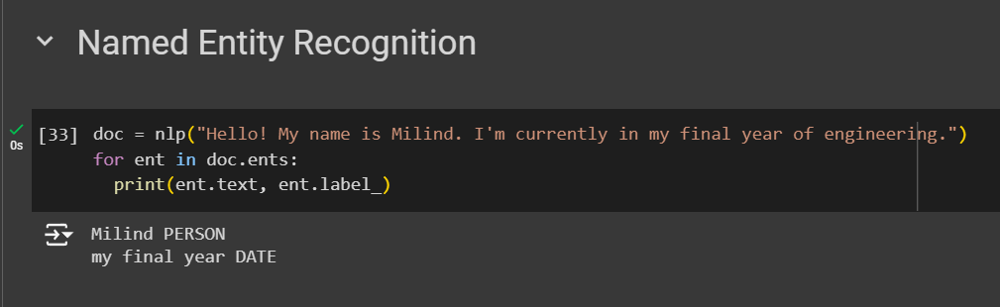 Named Entity Recognition
[33] doc = nlp("Hello! My name is Milind. I'm currently in my final year of engineering.")
0s
for ent in doc.ents:
print(ent.text, ent.label_)
Milind PERSON
my final year DATE